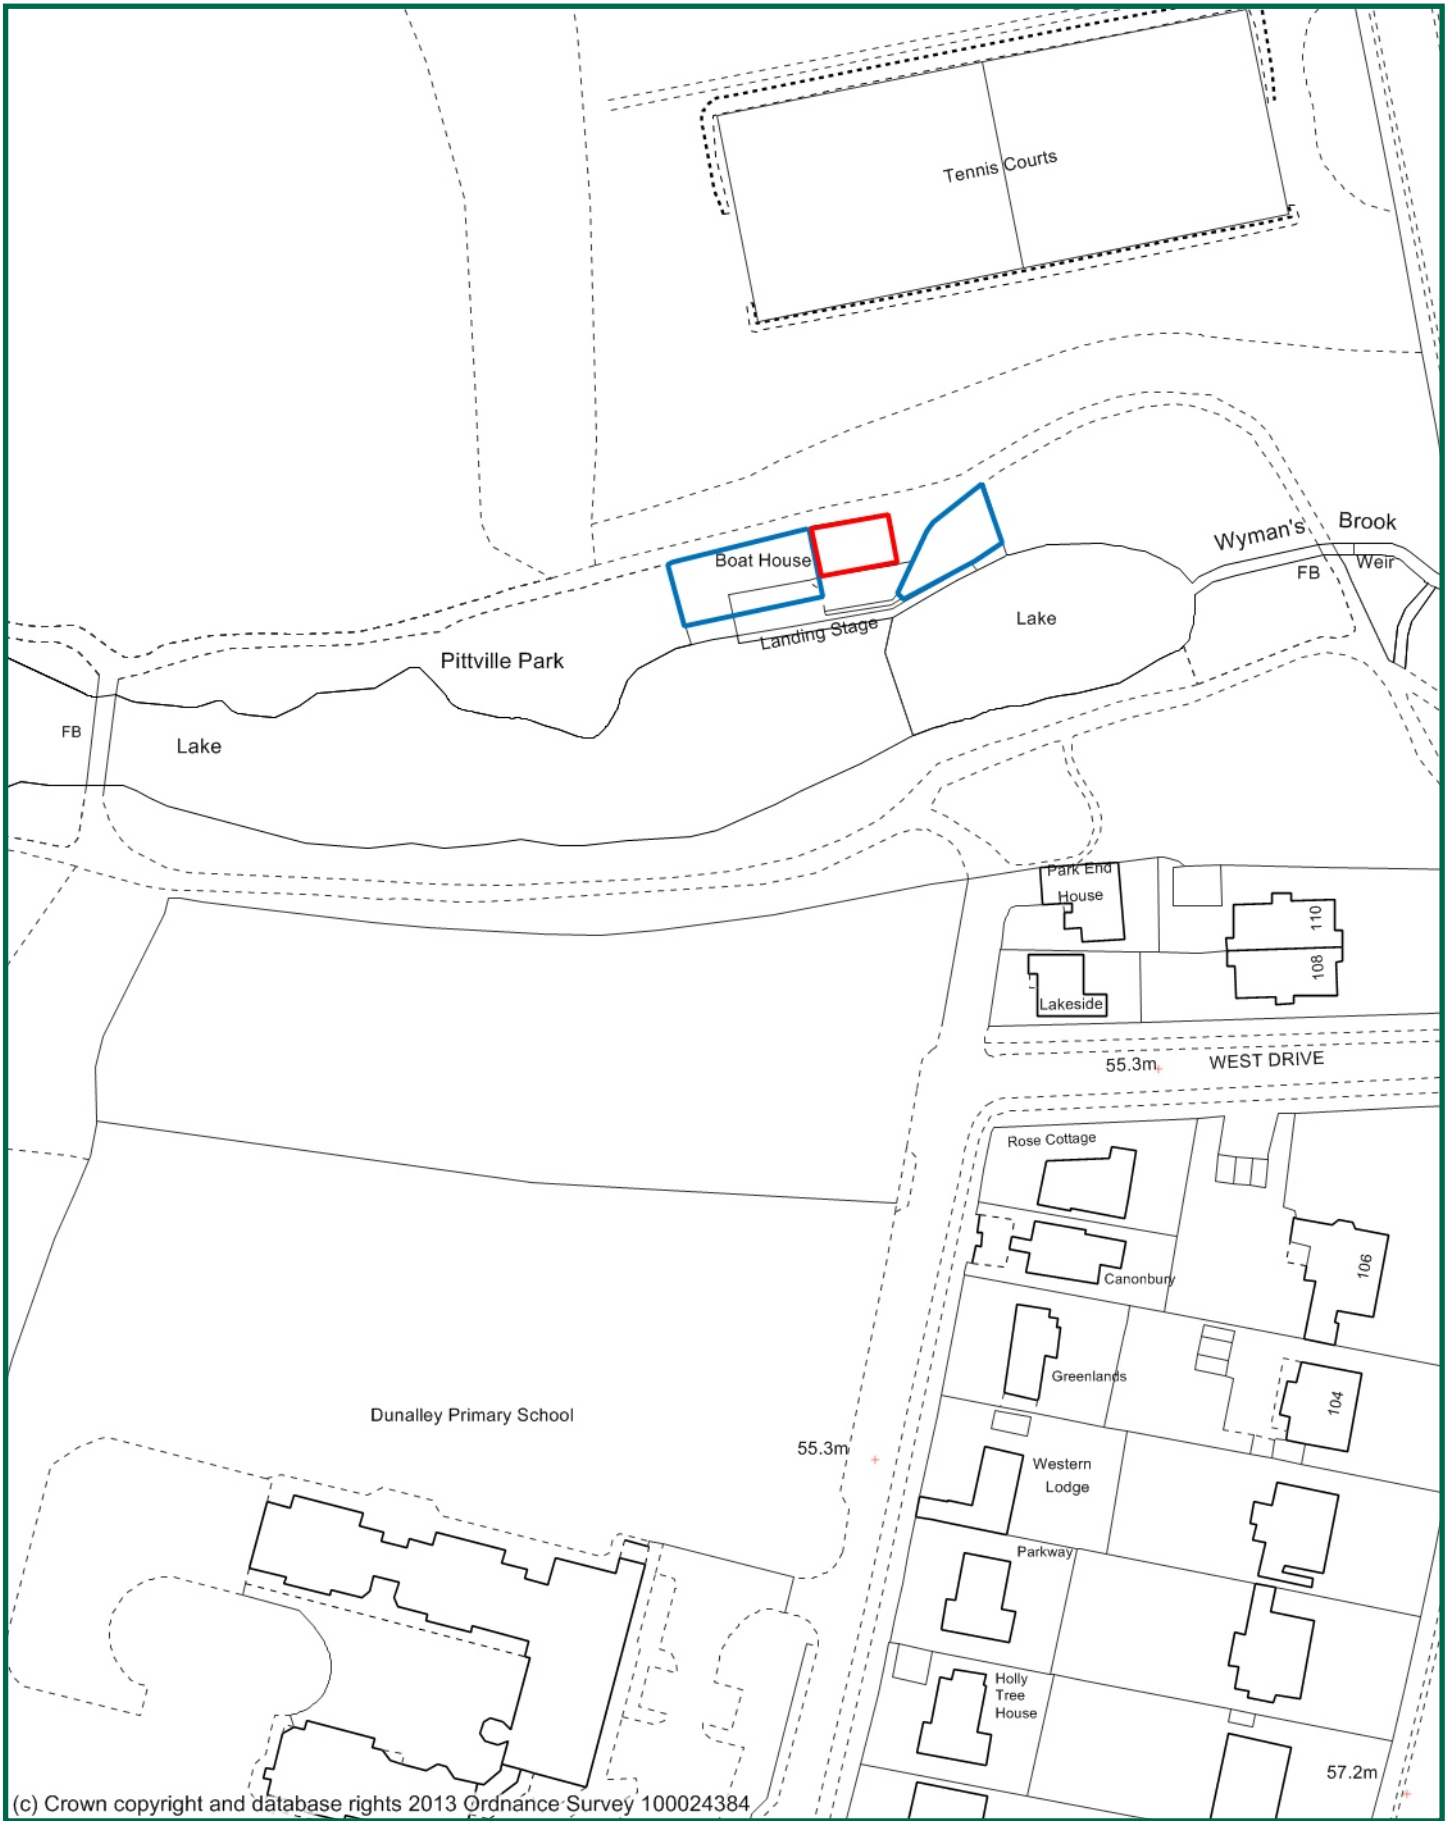 Tennis Courts
Wyman's Brook
Boat House
FB
Weir
Landing Stage
Lake
Pittville Park
FB
Lake
Park End
House
110
108
Lakeside
55.3m
WEST DRIVE
Rose Cottage
106
Canonbury
Greenlands
104
Dunalley Primary School
55.3m
Western
Lodge
Parkway
Holly
Tree
House
57.2m
(c) Crown copyright and database rights 2013 Ordnance Survey 100024384